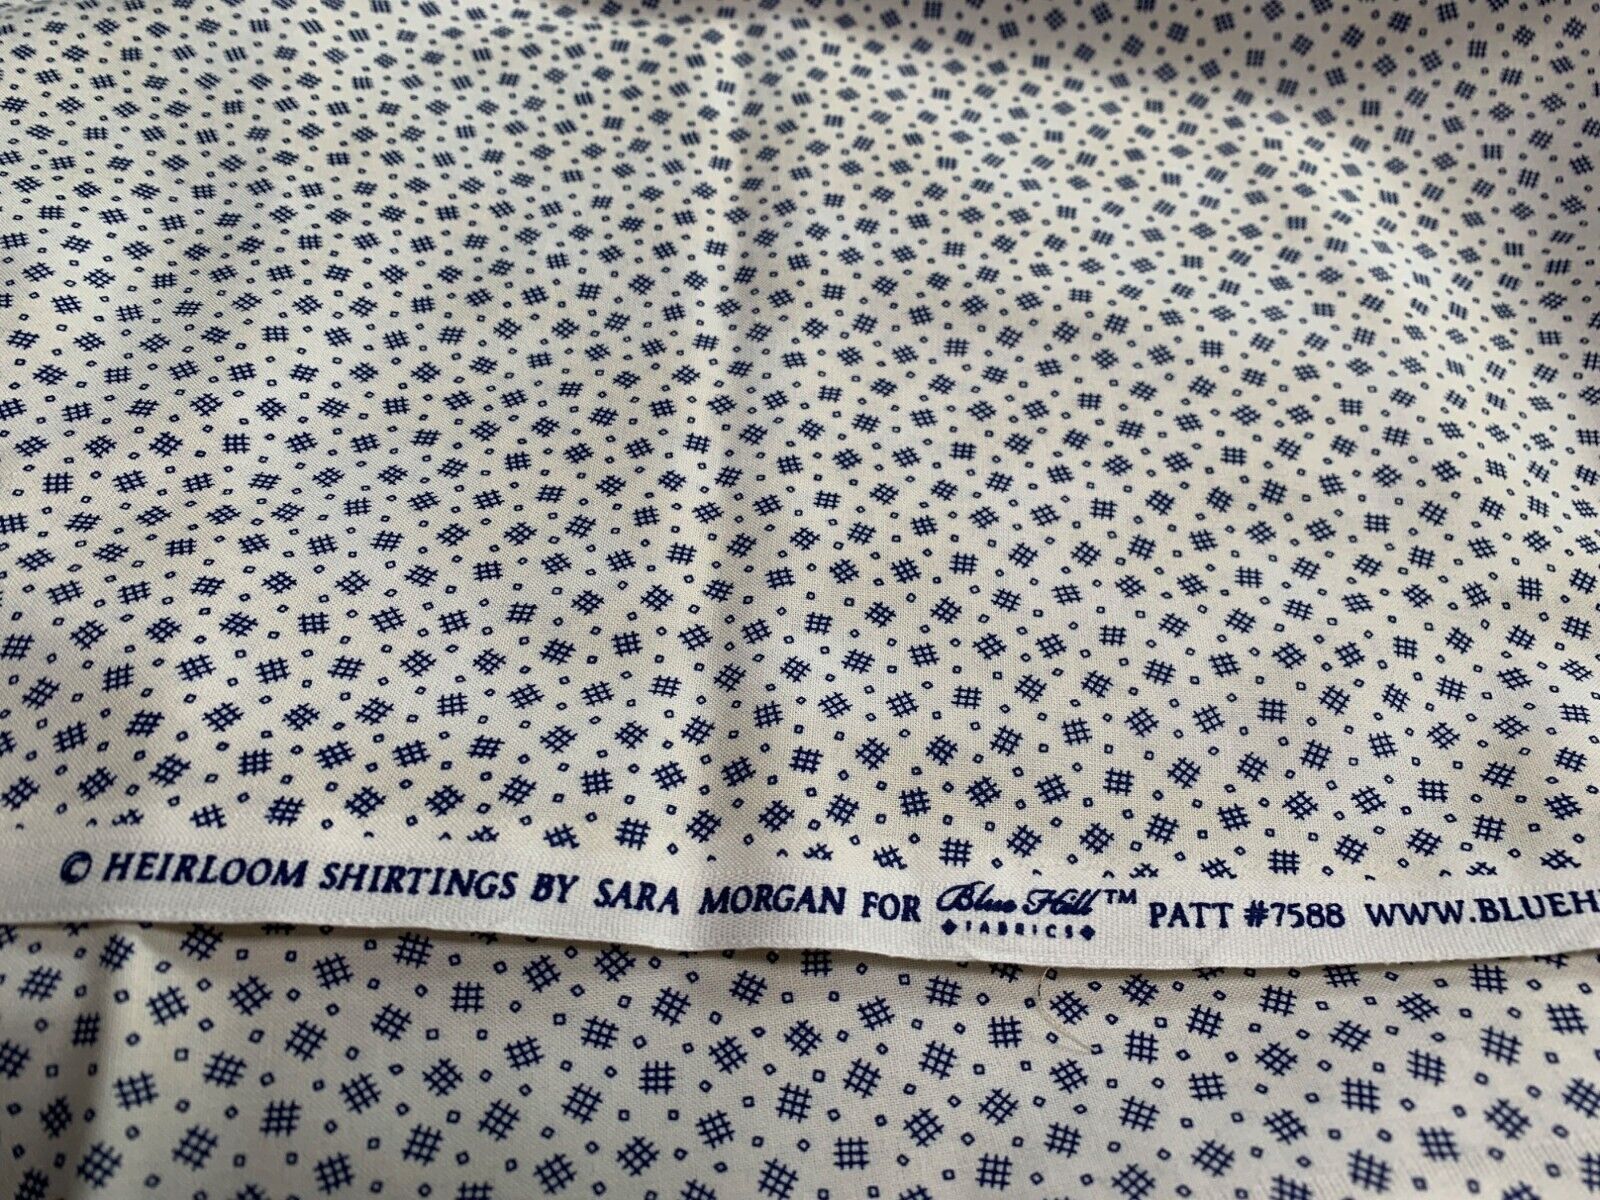 © HEIRLOOM SHIRTINGS BY SARA MORGAN FOR Blue Hill™ FABRICS PATT #7588 WWW.BLUEH